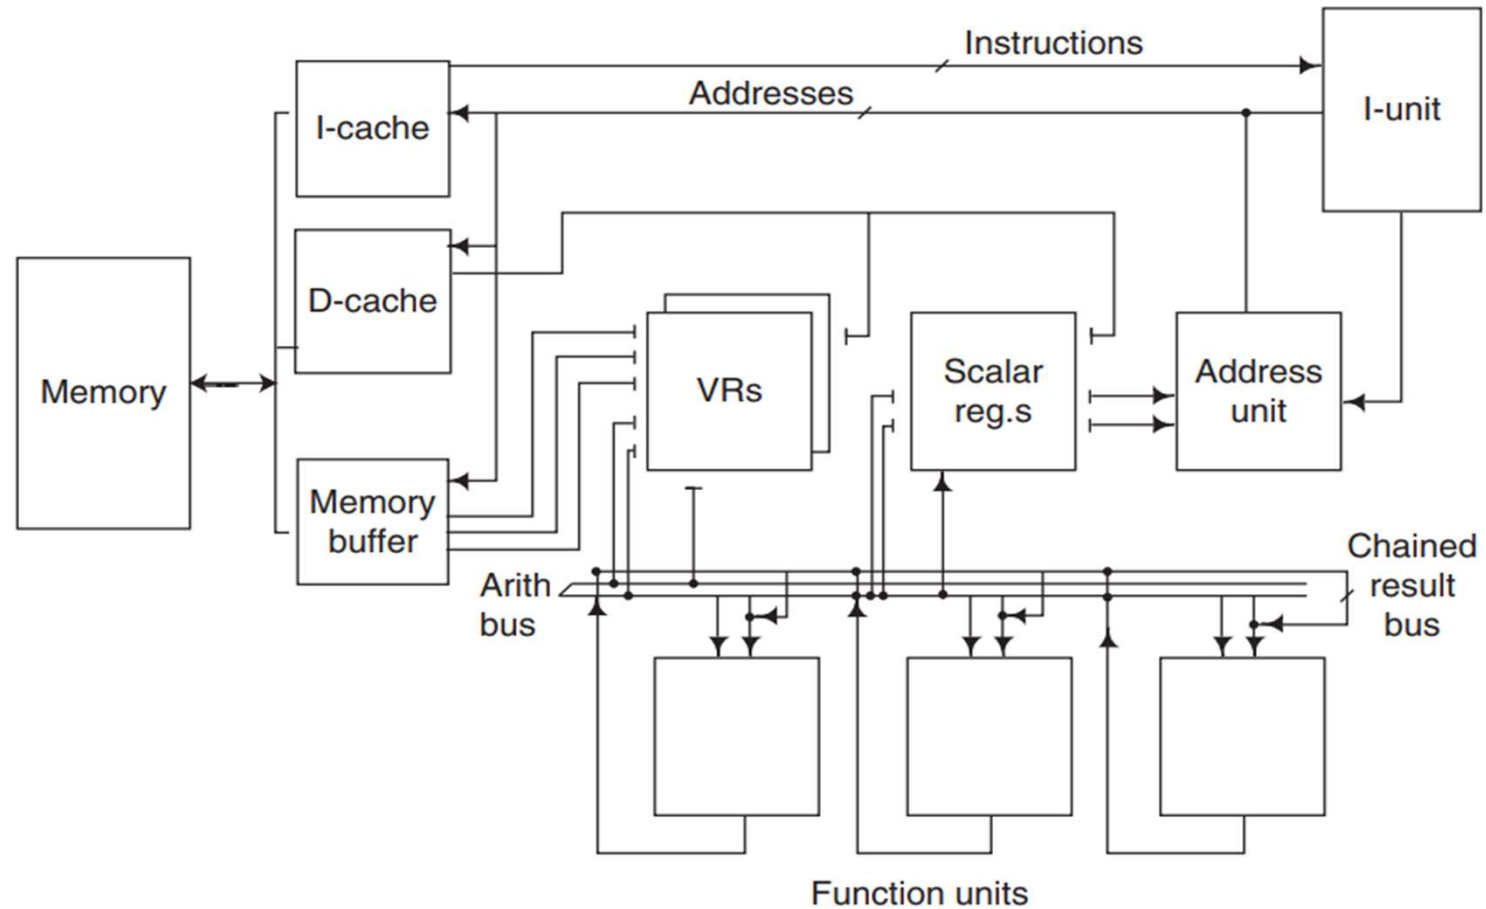 Instructions
Addresses
I-cache
I-unit
D-cache
Memory
VRs
Scalar
reg.s
Address
unit
Memory
buffer
Arith
bus
Chained
result
bus
Function units